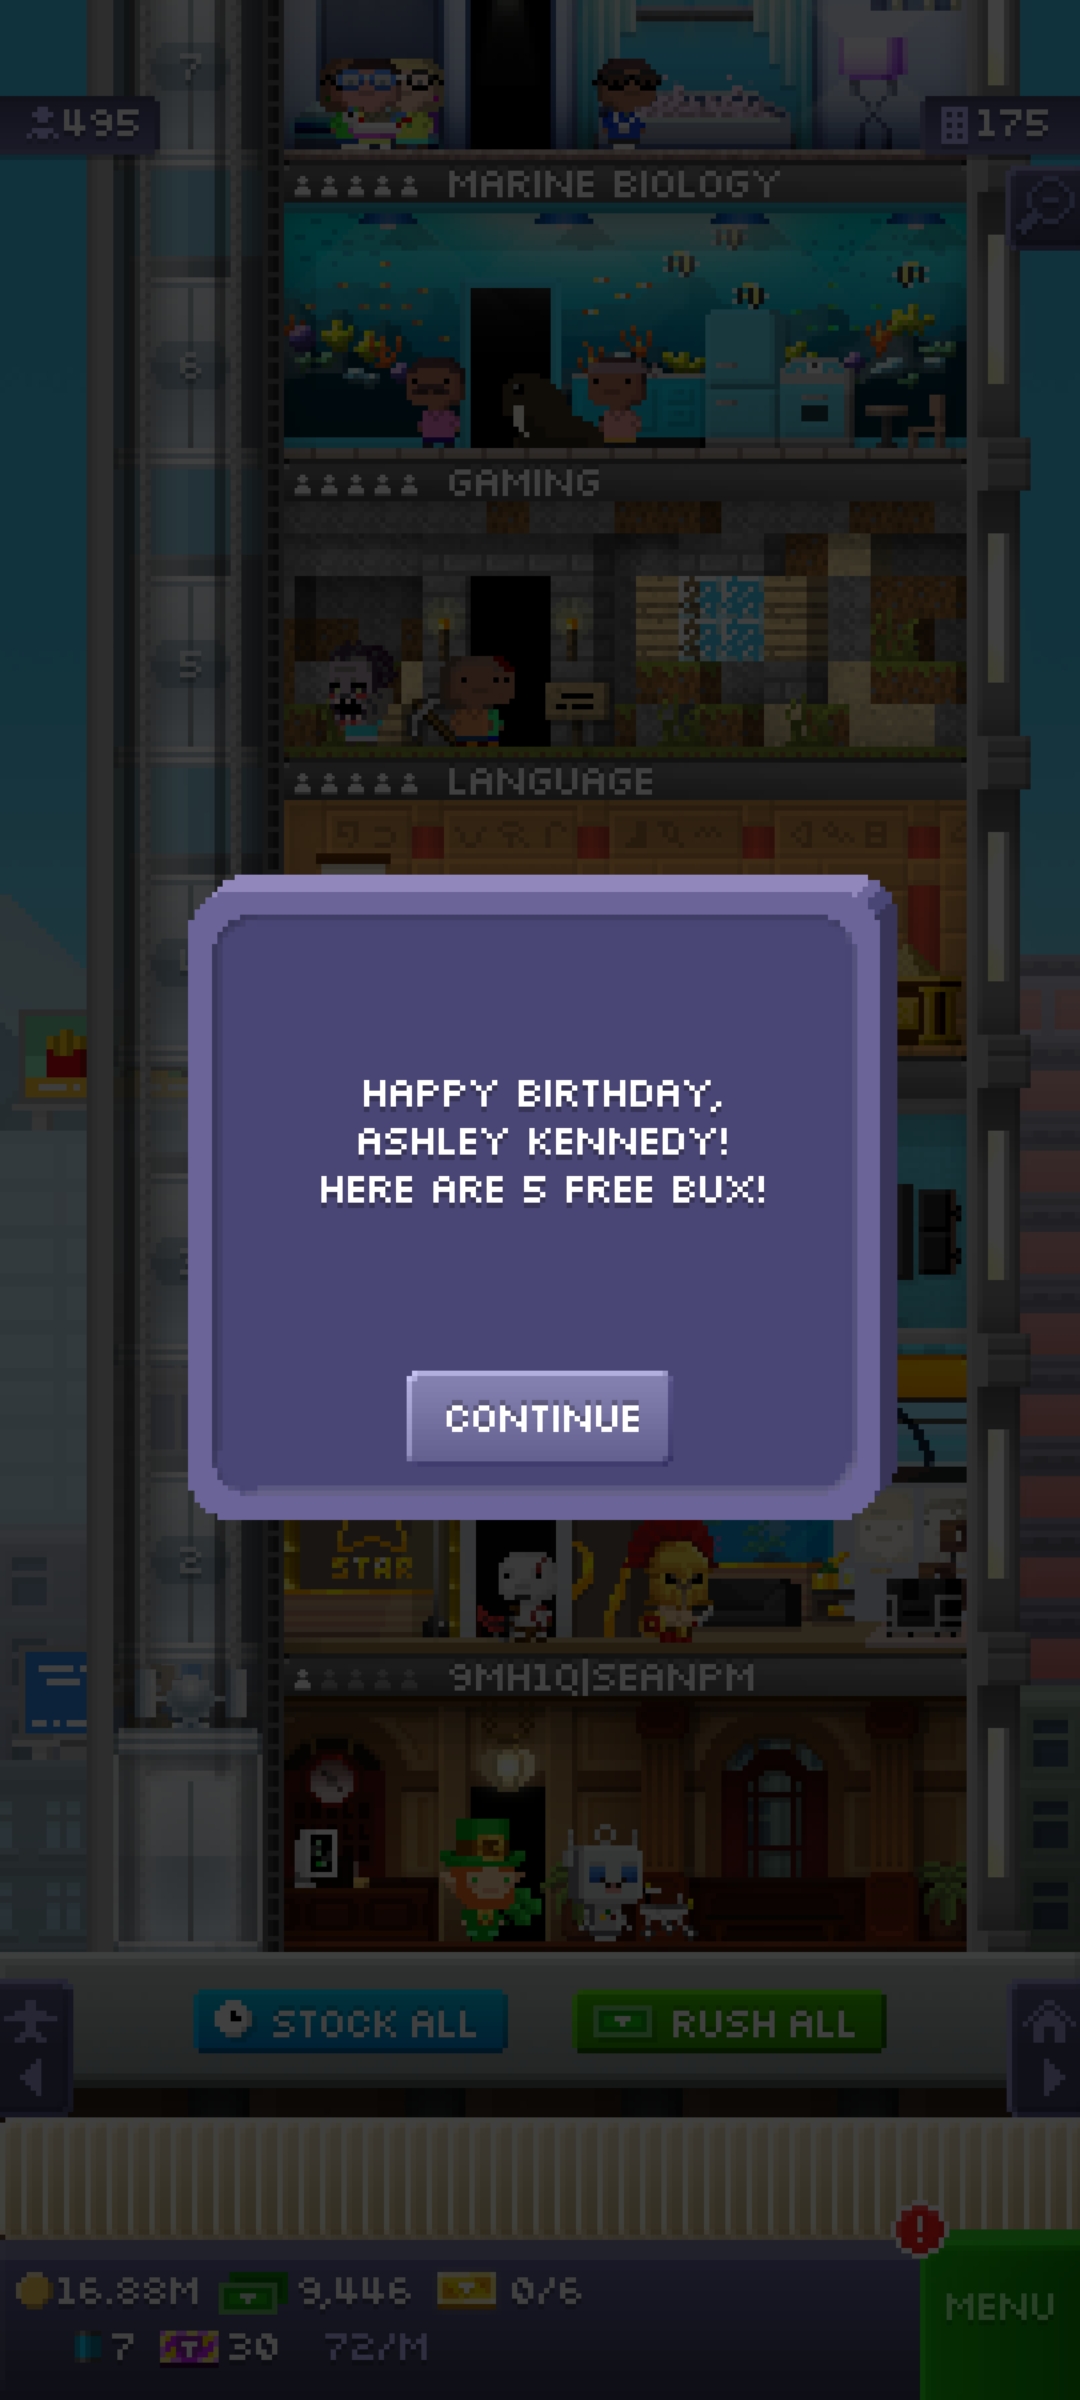 7
495
175
MARINE BIOLOGY
6
GAMING
5
LANGUAGE
HAPPY BIRTHDAY,
ASHLEY KENNEDY!
HERE ARE 5 FREE BUX!
CONTINUE
2
STAR
9MH1Q|SEANPM
STOCK ALL
RUSH ALL
!
16.88M
9,446
0/6
MENU
7
30
72/M